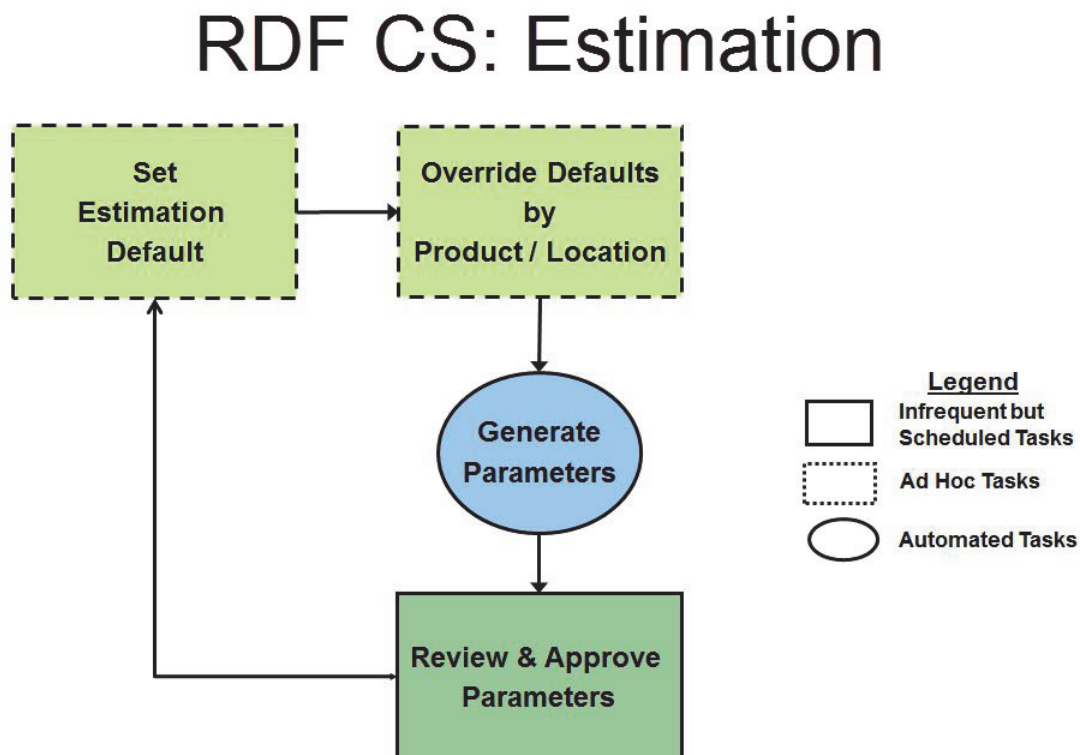 RDF CS: Estimation
Set
Estimation
Default
Override Defaults
by
Product / Location
Generate
Parameters
Review & Approve
Parameters
Legend
Infrequent but
Scheduled Tasks
Ad Hoc Tasks
Automated Tasks